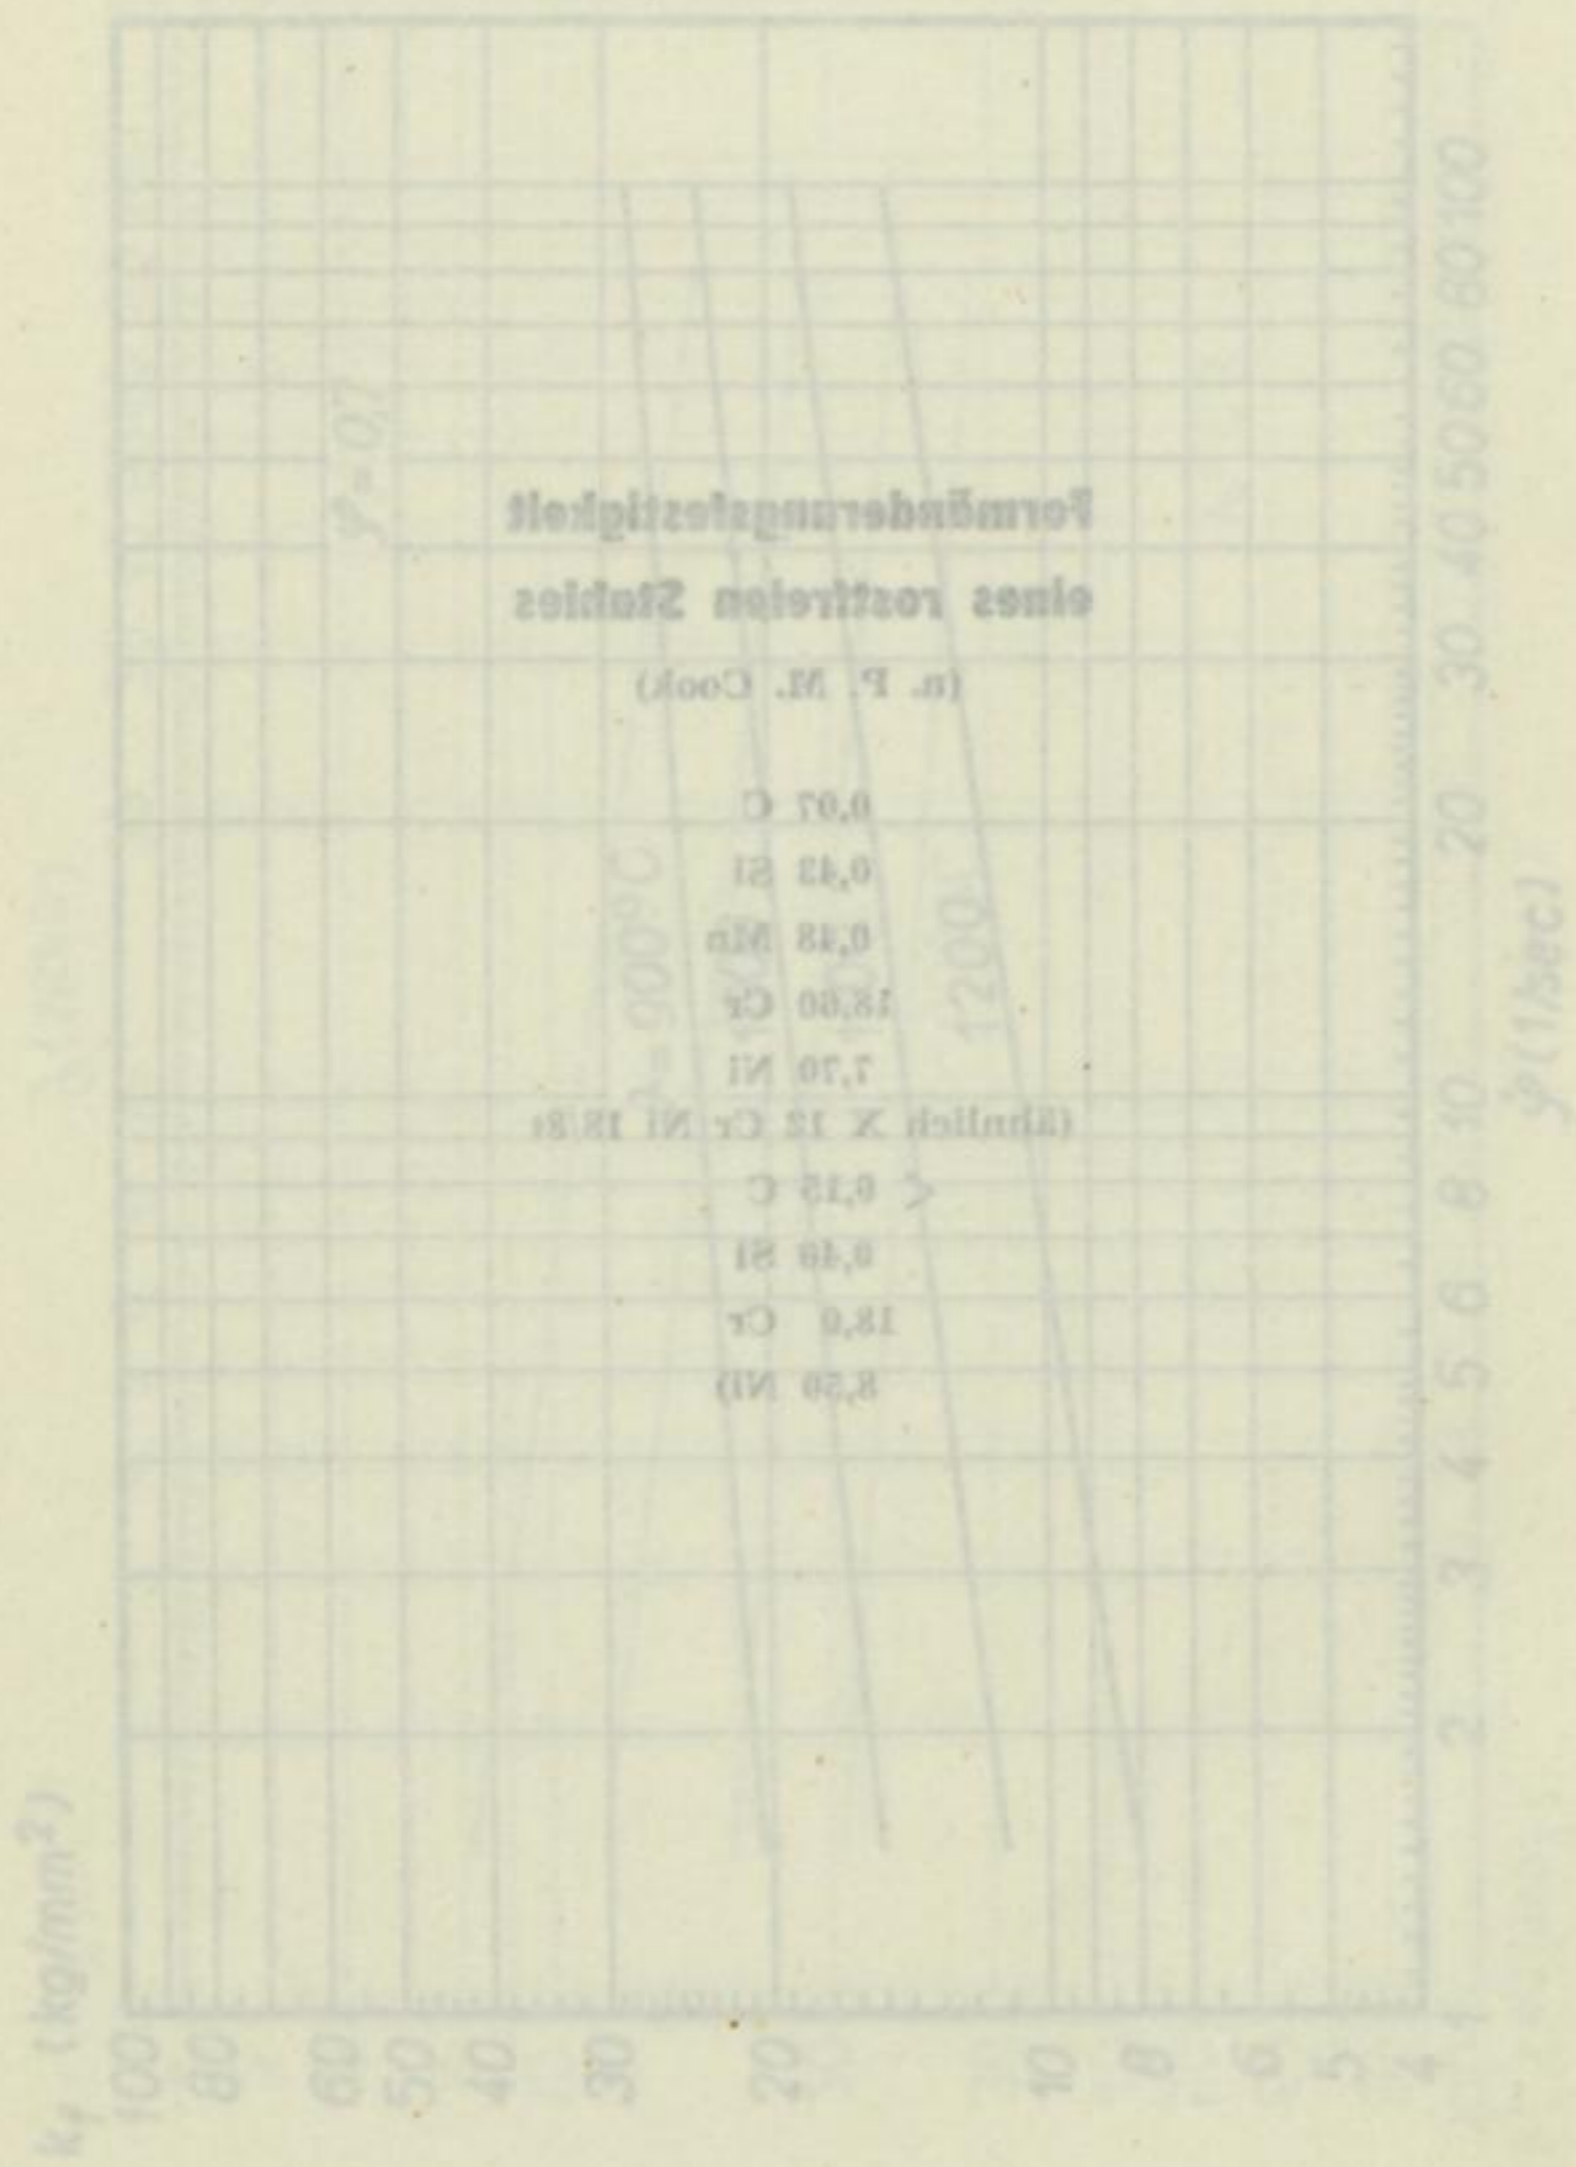 Formänderungsfestigkeit
eines rostfreien Stahles
(n. P. M. Cook)
0,07 C
0,43 Si
0,48 Mn
18,60 Cr
7,70 Ni
(ähnlich X 12 Cr Ni 18/8:
< 0,15 C
0,40 Si
18,0 Cr
8,50 Ni)
φ = 0,7
= 900°C
1200
kf (kg/mm²)
100 80 60 50 40 30 20 10 8 6 5 4
1 2 3 4 5 6 8 10 20 30 40 50 60 80 100
φ̇ (1/sec)